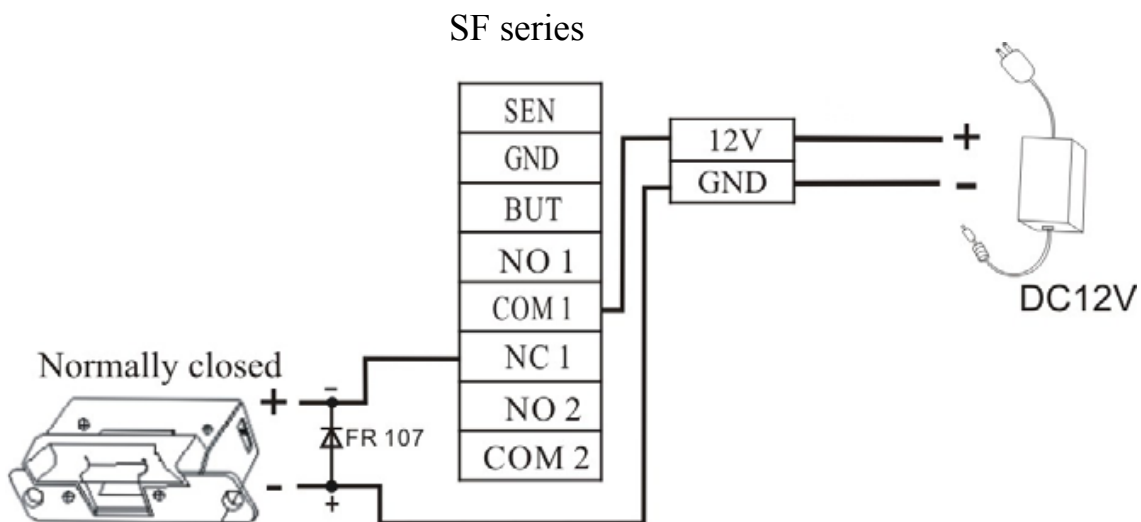 SF series
SEN
GND
BUT
NO 1
COM 1
NC 1
NO 2
COM 2
12V
GND
+
-
DC12V
Normally closed
+
-
FR 107
-
+